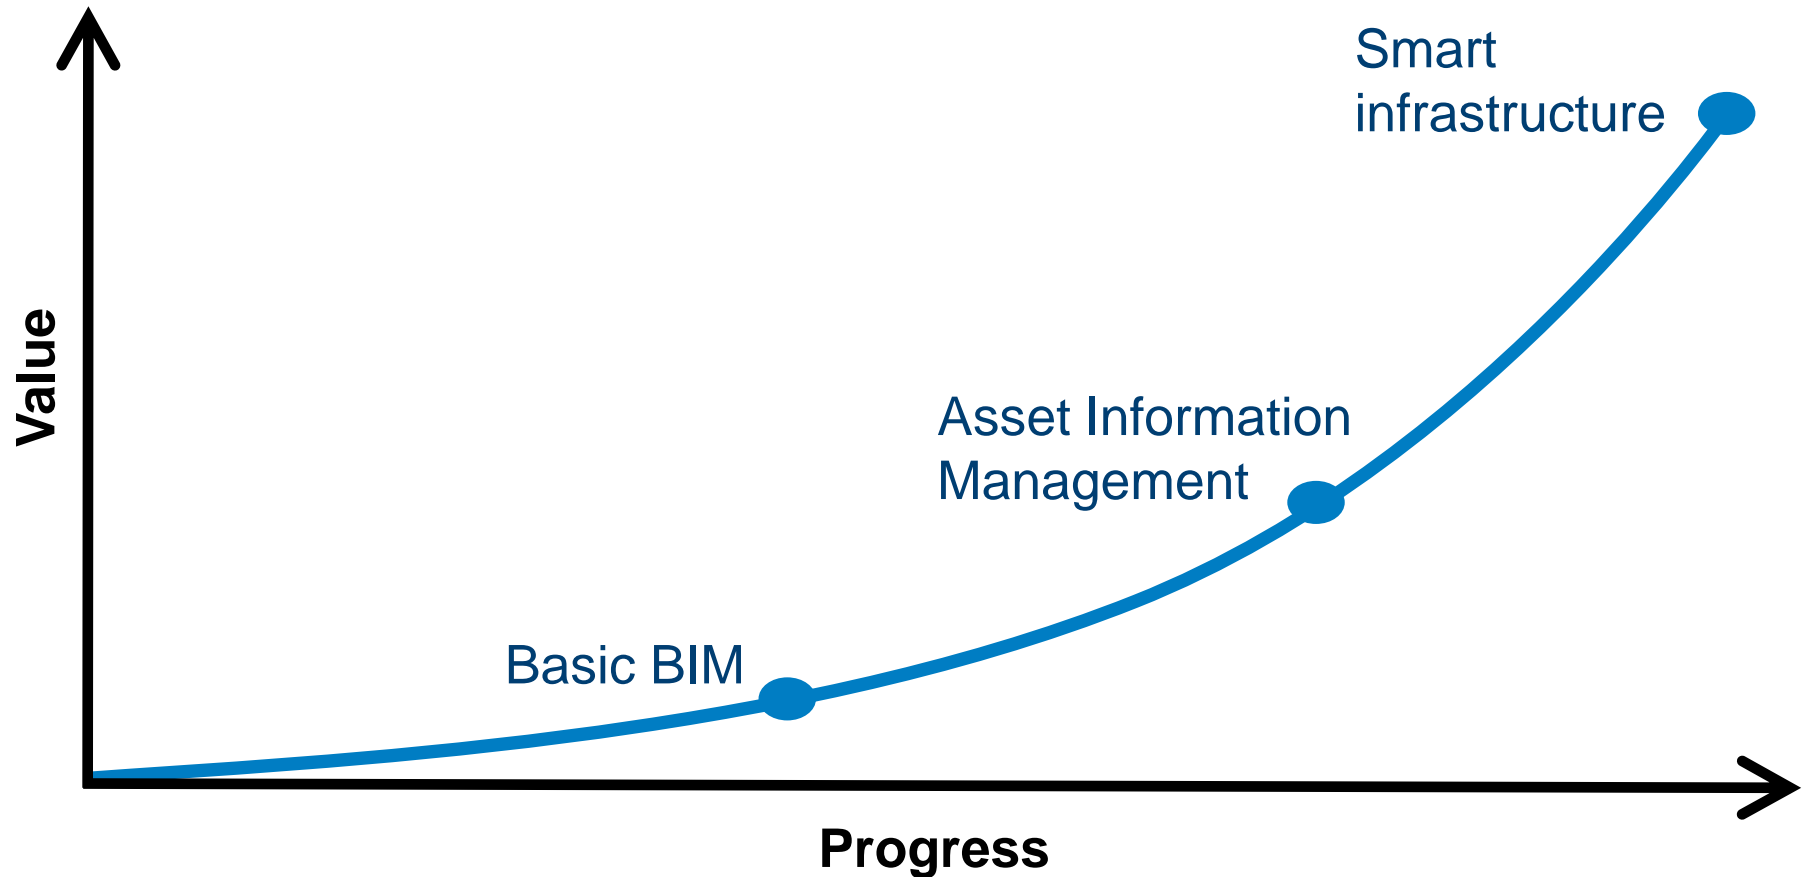 Smart
infrastructure
Value
Asset Information
Management
Basic BIM
Progress